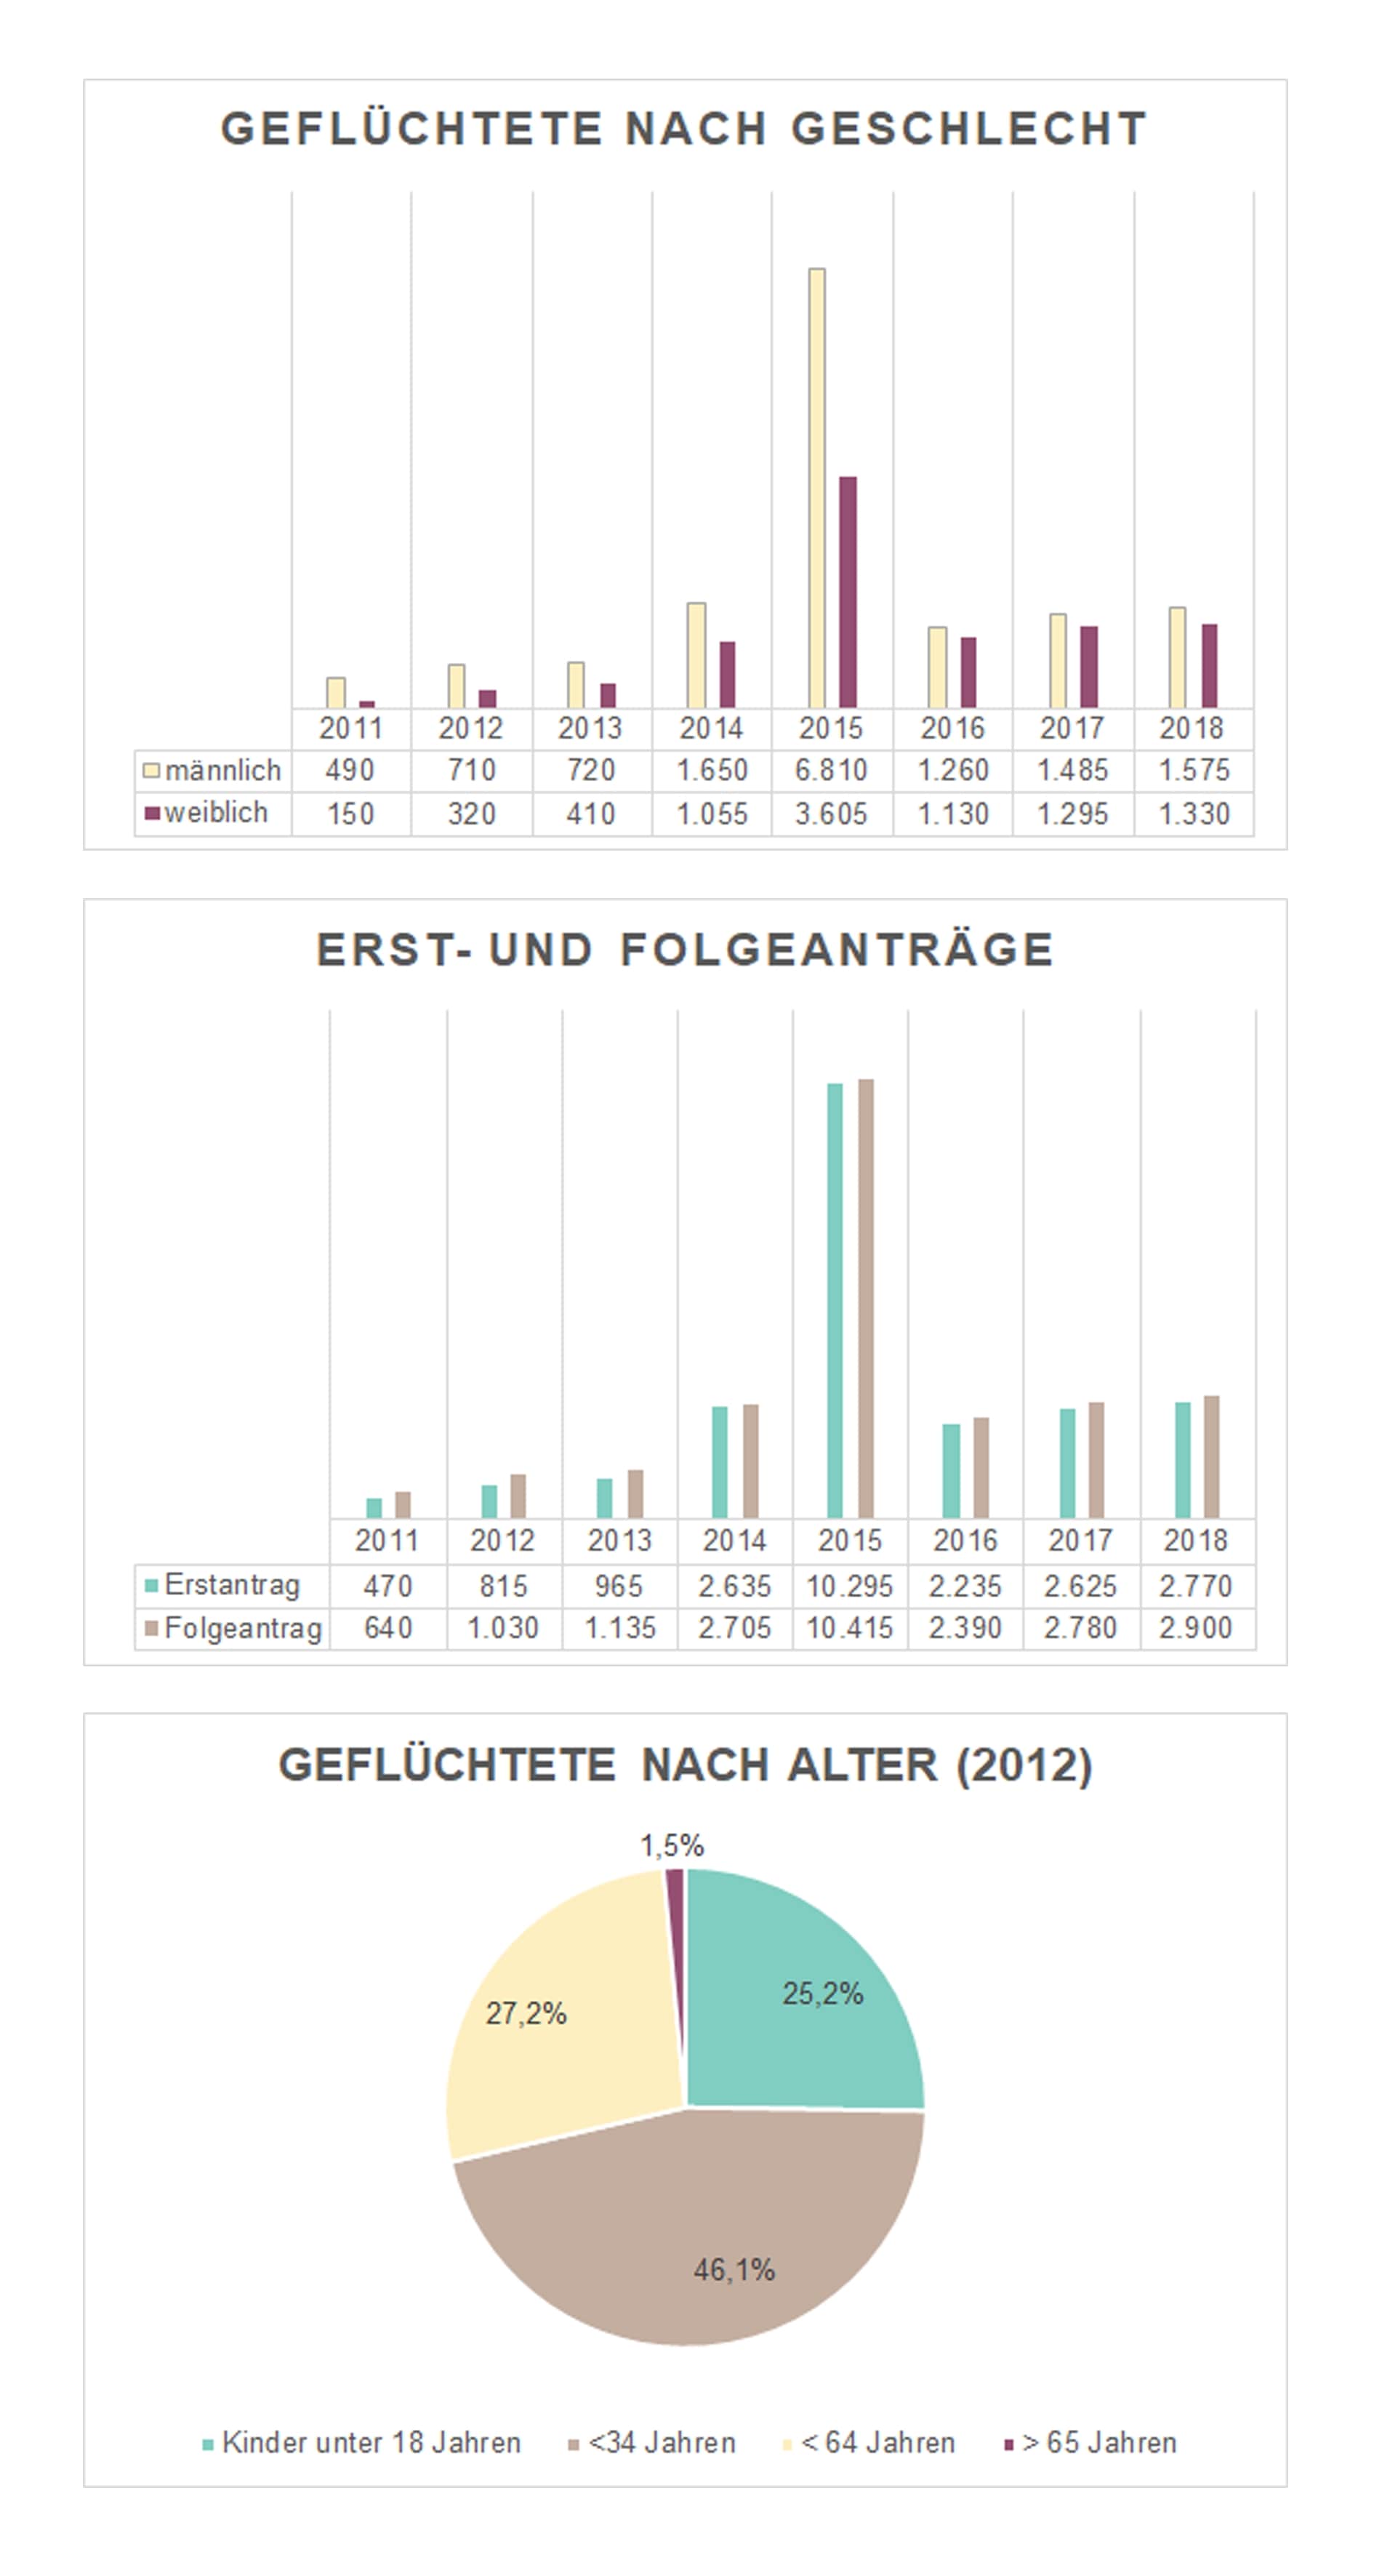 GEFLÜCHTETE NACH GESCHLECHT
2011 2012 2013 2014 2015 2016 2017 2018
männlich 490 710 720 1.650 6.810 1.260 1.485 1.575
weiblich 150 320 410 1.055 3.605 1.130 1.295 1.330
ERST- UND FOLGEANTRÄGE
2011 2012 2013 2014 2015 2016 2017 2018
Erstantrag 470 815 965 2.635 10.295 2.235 2.625 2.770
Folgeantrag 640 1.030 1.135 2.705 10.415 2.390 2.780 2.900
GEFLÜCHTETE NACH ALTER (2012)
1,5%
25,2%
27,2%
46,1%
Kinder unter 18 Jahren <34 Jahren < 64 Jahren > 65 Jahren